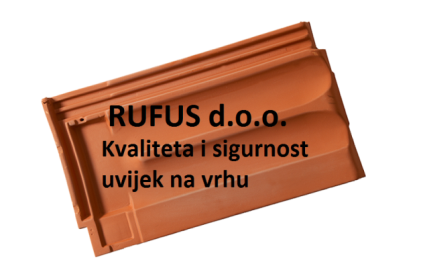 RUFUS d.o.o.
Kvaliteta i sigurnost
uvijek na vrhu